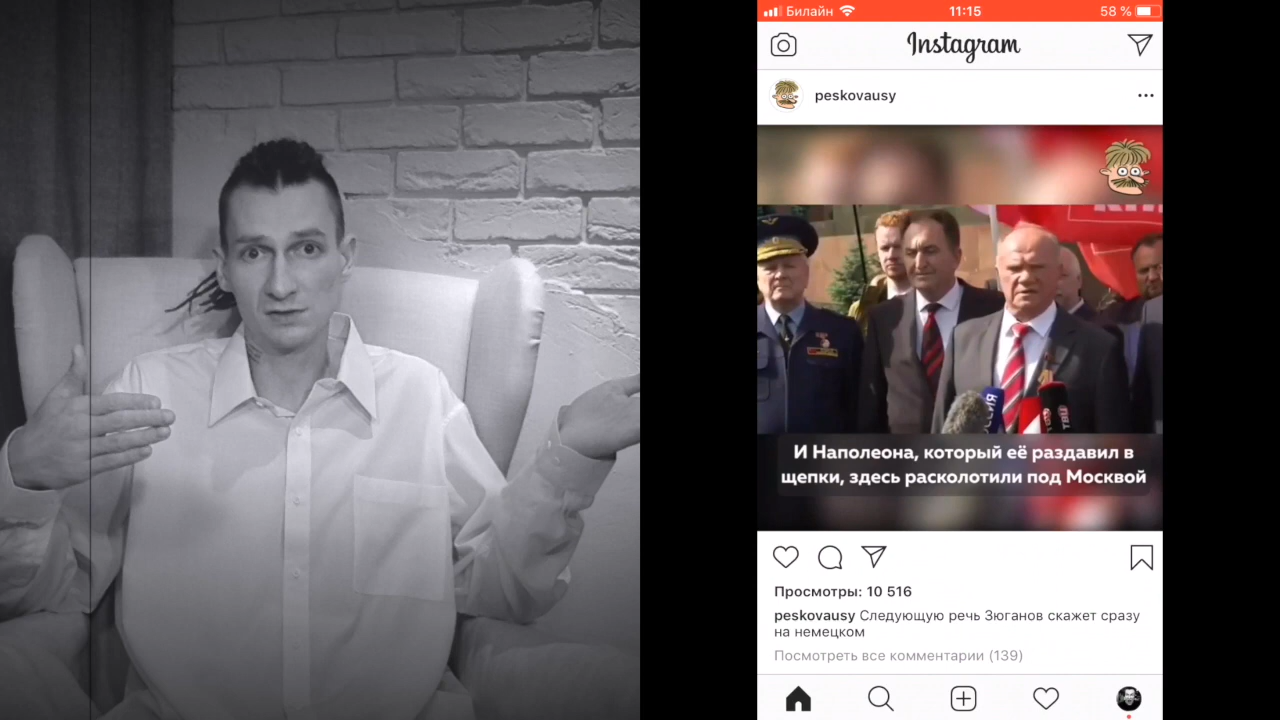 Билайн 11:15 58 %
Instagram
peskovausy
И Наполеона, который её раздавил в
щепки, здесь расколотили под Москвой
Просмотры: 10 516
peskovausy Следующую речь Зюганов скажет сразу
на немецком
Посмотреть все комментарии (139)